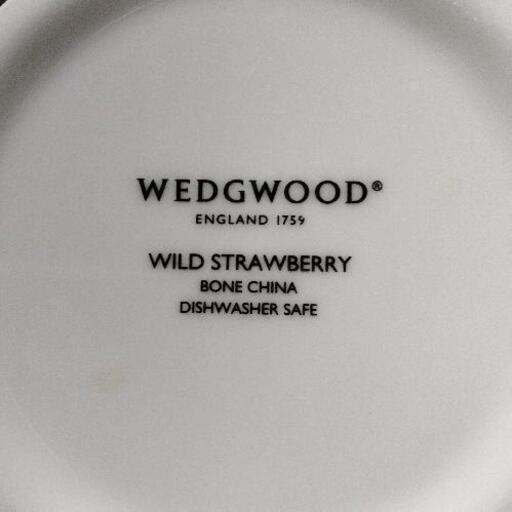 WEDGWOOD®
ENGLAND 1759
WILD STRAWBERRY
BONE CHINA
DISHWASHER SAFE